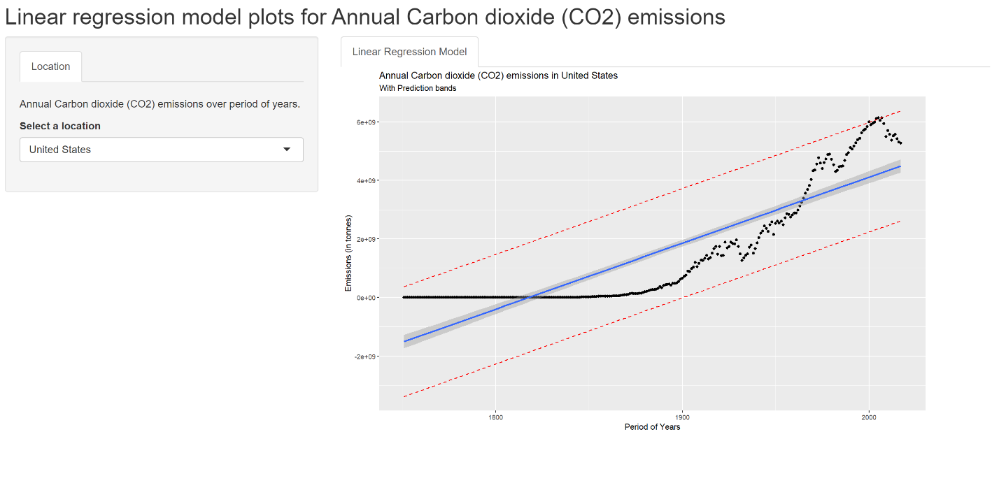 Linear regression model plots for Annual Carbon dioxide (CO2) emissions
Location
Annual Carbon dioxide (CO2) emissions over period of years.
Select a location
United States
Linear Regression Model
Annual Carbon dioxide (CO2) emissions in United States
With Prediction bands
Emissions (in tonnes)
6e+09
4e+09
2e+09
0e+00
-2e+09
1800 1900 2000
Period of Years